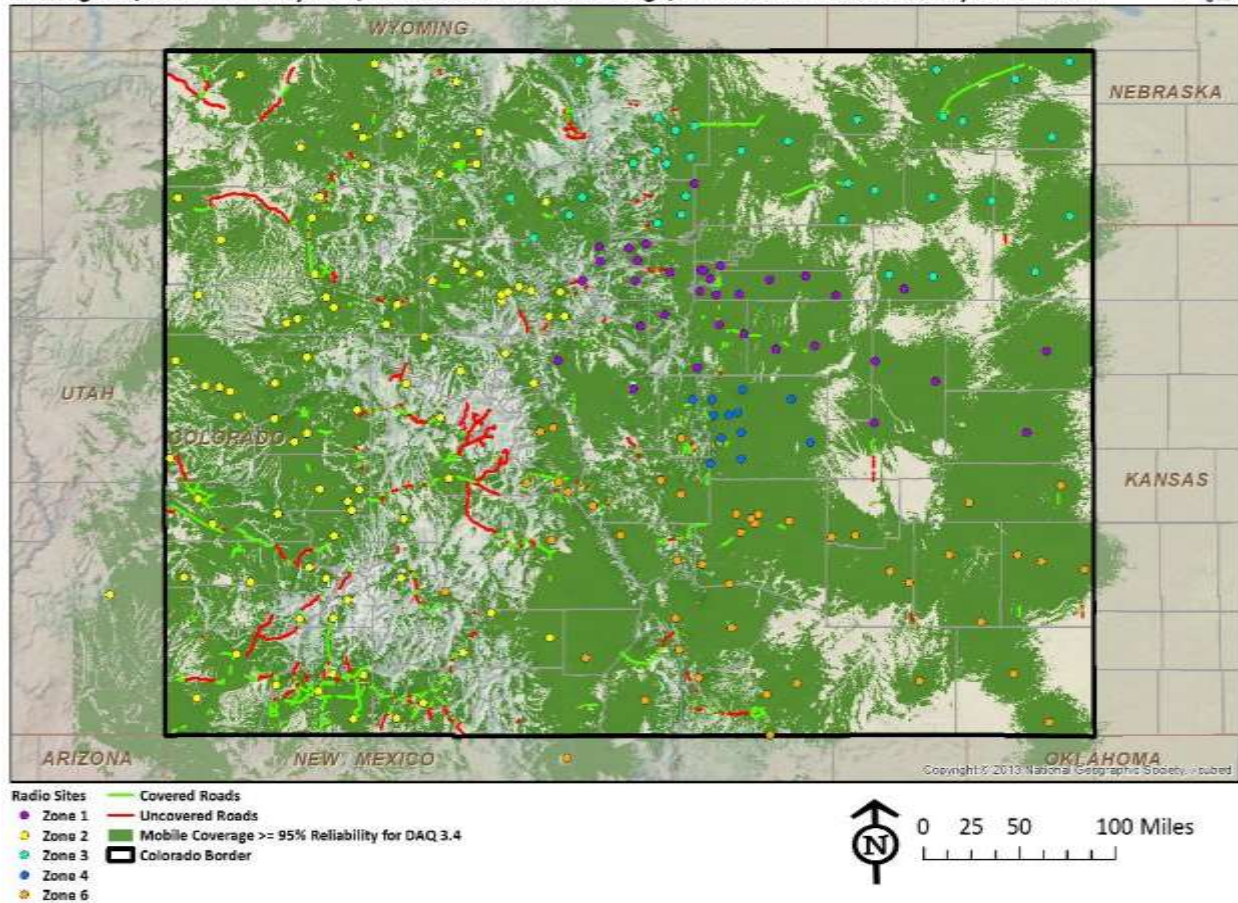 WYOMING
NEBRASKA
UTAH
COLORADO
KANSAS
ARIZONA
NEW MEXICO
OKLAHOMA
Copyright:© 2013 National Geographic Society, i-cubed
Radio Sites
Covered Roads
Zone 1
Uncovered Roads
Zone 2
Mobile Coverage >= 95% Reliability for DAQ 3.4
Zone 3
Colorado Border
Zone 4
Zone 6
N
0 25 50 100 Miles